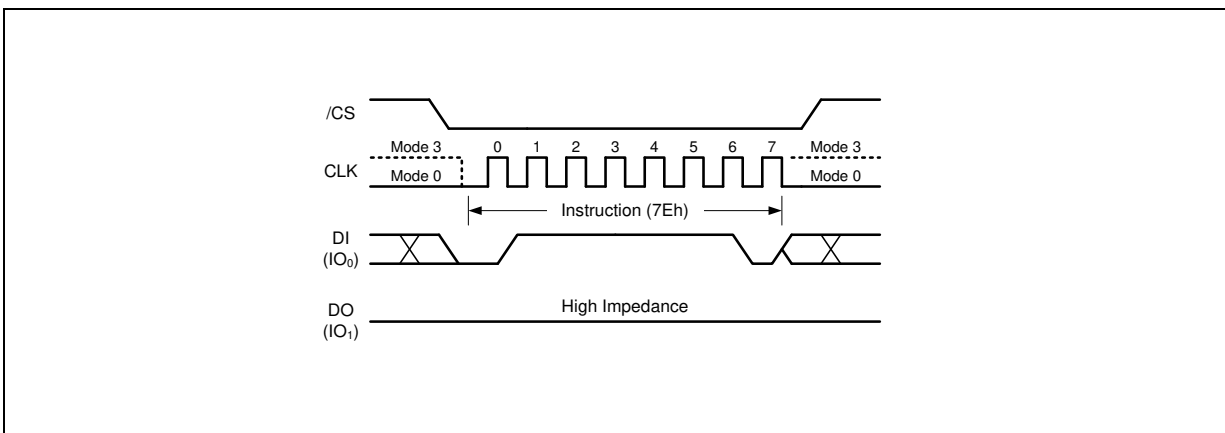 /CS
Mode 3 0 1 2 3 4 5 6 7 Mode 3
CLK
Mode 0 Mode 0
Instruction (7Eh)
DI
(IO₀)
High Impedance
DO
(IO₁)